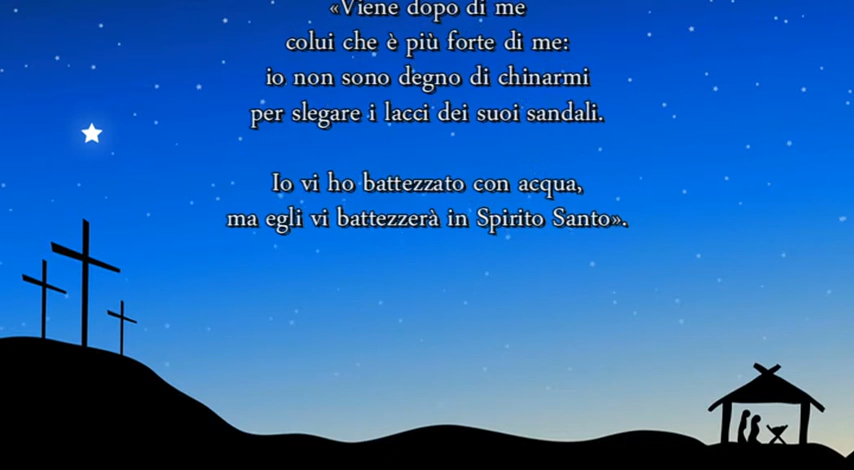 «Viene dopo di me
colui che è più forte di me:
io non sono degno di chinarmi
per slegare i lacci dei suoi sandali.
Io vi ho battezzato con acqua,
ma egli vi battezzerà in Spirito Santo».